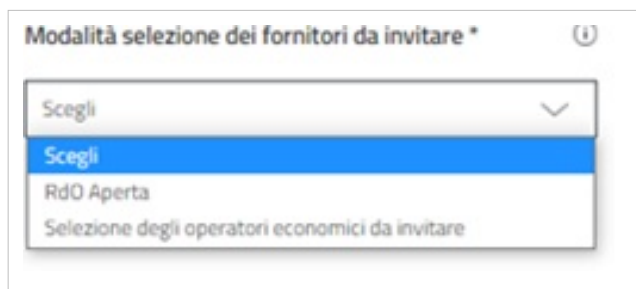 Modalità selezione dei fornitori da invitare *
Scegli
Scegli
RdO Aperta
Selezione degli operatori economici da invitare